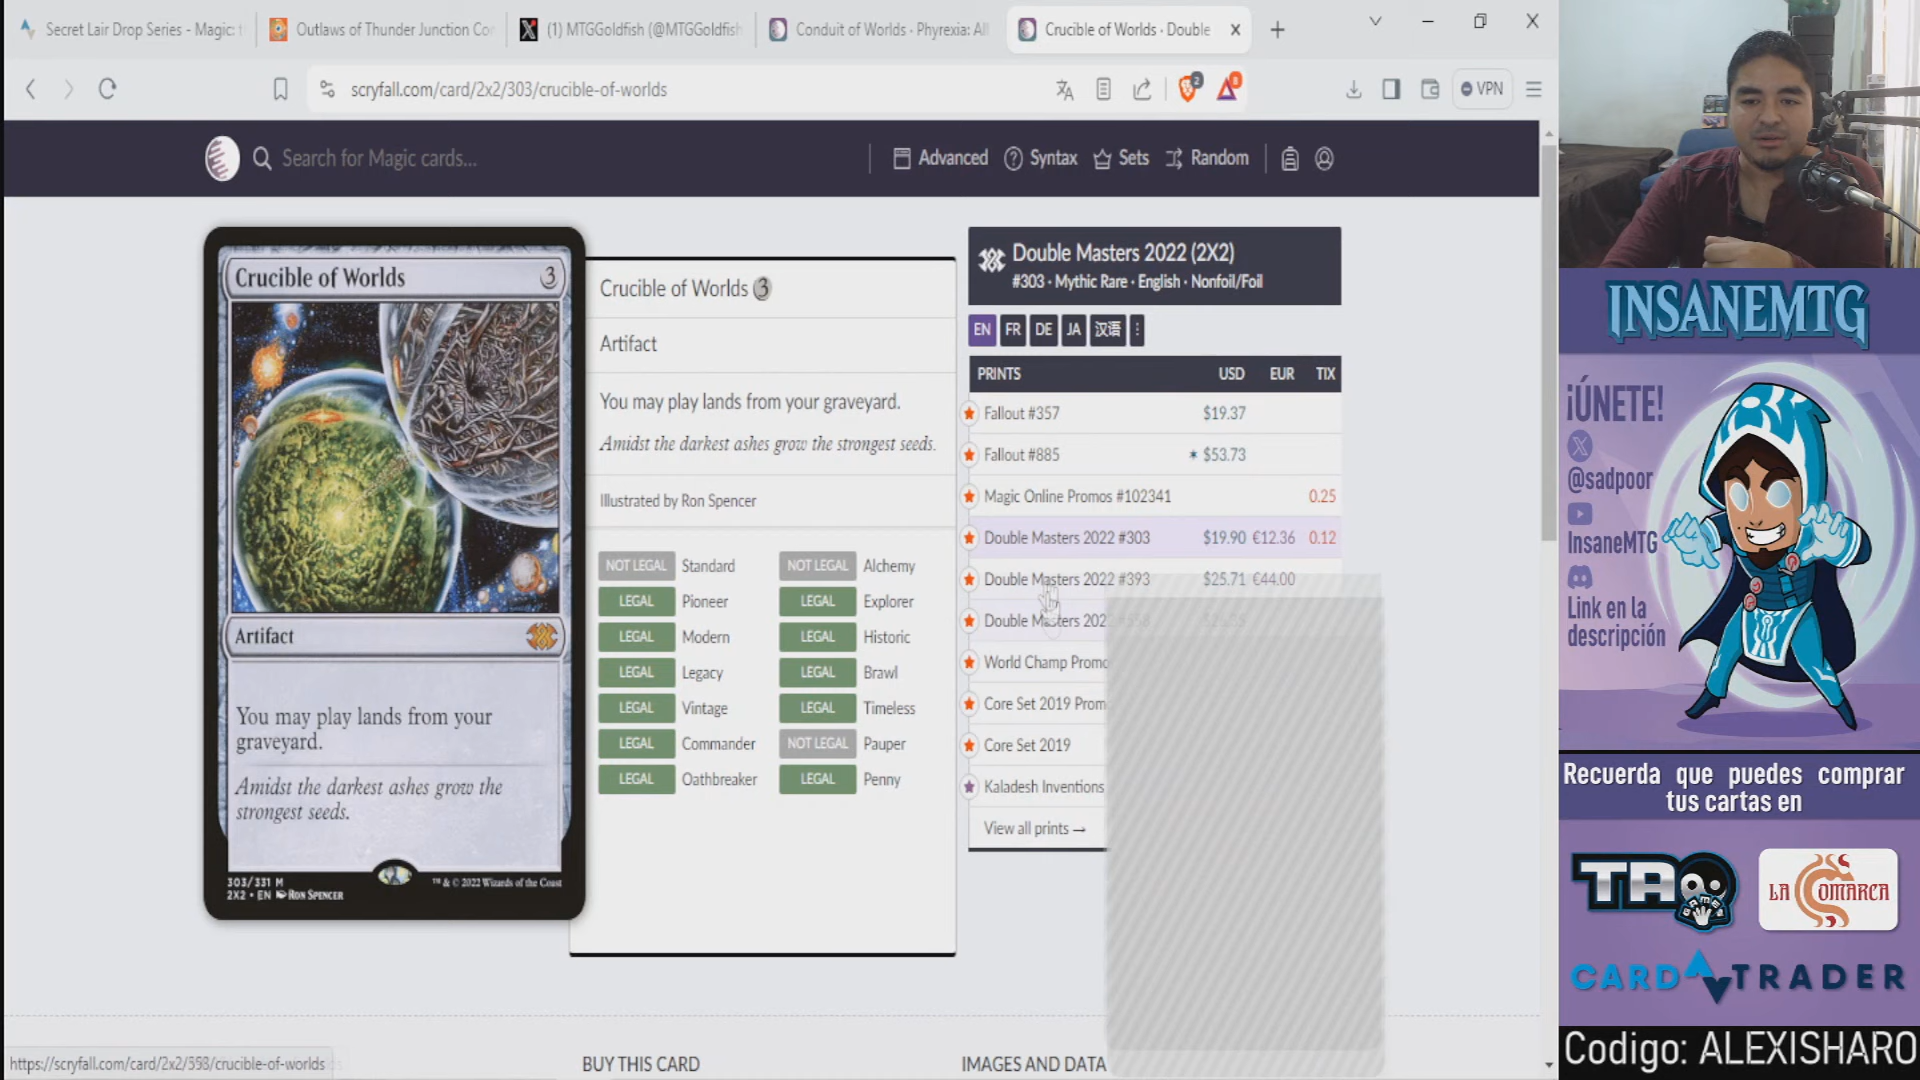 Secret Lair Drop Series - Magic: t
Outlaws of Thunder Junction Cor
(1) MTGGoldfish (@MTGGoldfish
Conduit of Worlds · Phyrexia: All
Crucible of Worlds · Double
scryfall.com/card/2x2/303/crucible-of-worlds
2
8
VPN
Search for Magic cards...
Advanced
Syntax
Sets
Random
Crucible of Worlds 3
Artifact
You may play lands from your
graveyard.
Amidst the darkest ashes grow the
strongest seeds.
303/331 M
2X2 • EN RON SPENCER
™ & © 2022 Wizards of the Coast
Crucible of Worlds 3
Artifact
You may play lands from your graveyard.
Amidst the darkest ashes grow the strongest seeds.
Illustrated by Ron Spencer
NOT LEGAL Standard NOT LEGAL Alchemy
LEGAL Pioneer LEGAL Explorer
LEGAL Modern LEGAL Historic
LEGAL Legacy LEGAL Brawl
LEGAL Vintage LEGAL Timeless
LEGAL Commander NOT LEGAL Pauper
LEGAL Oathbreaker LEGAL Penny
Double Masters 2022 (2X2)
#303 · Mythic Rare · English · Nonfoil/Foil
EN FR DE JA 汉语
PRINTS USD EUR TIX
Fallout #357 $19.37
Fallout #885 ✶ $53.73
Magic Online Promos #102341 0.25
Double Masters 2022 #303 $19.90 €12.36 0.12
Double Masters 2022 #393 $25.71 €44.00
Double Masters 202
World Champ Promo
Core Set 2019 Prom
Core Set 2019
Kaladesh Inventions
View all prints →
BUY THIS CARD
IMAGES AND DATA
https://scryfall.com/card/2x2/558/crucible-of-worlds
INSANEMTG
¡ÚNETE!
@sadpoor
InsaneMTG
Link en la
descripción
Recuerda que puedes comprar
tus cartas en
TAO
GAMES
LA COMARCA
CARDTRADER
Codigo: ALEXISHARO